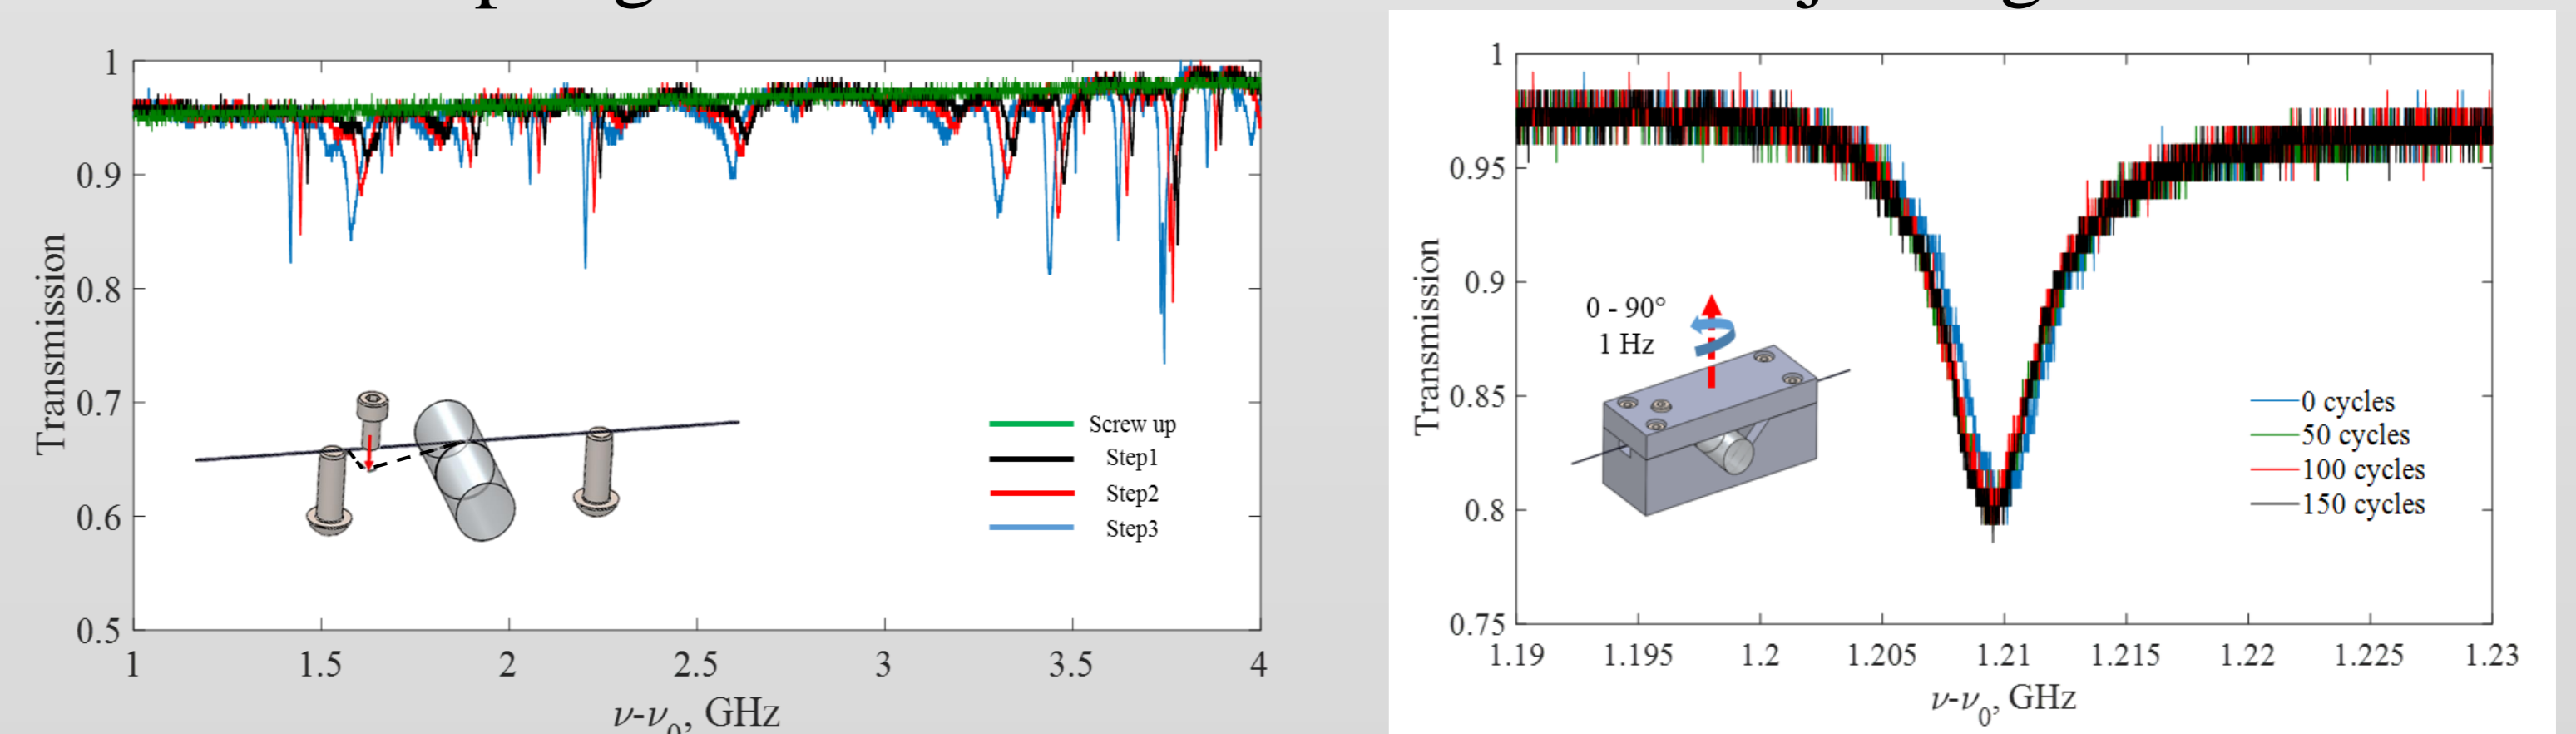 1
0.9
0.8
0.7
0.6
0.5
Transmission
1 1.5 2 2.5 3 3.5 4
ν-ν0, GHz
Screw up
Step1
Step2
Step3
1
0.95
0.9
0.85
0.8
0.75
Transmission
1.19 1.195 1.2 1.205 1.21 1.215 1.22 1.225 1.23
ν-ν0, GHz
0 - 90°
1 Hz
0 cycles
50 cycles
100 cycles
150 cycles